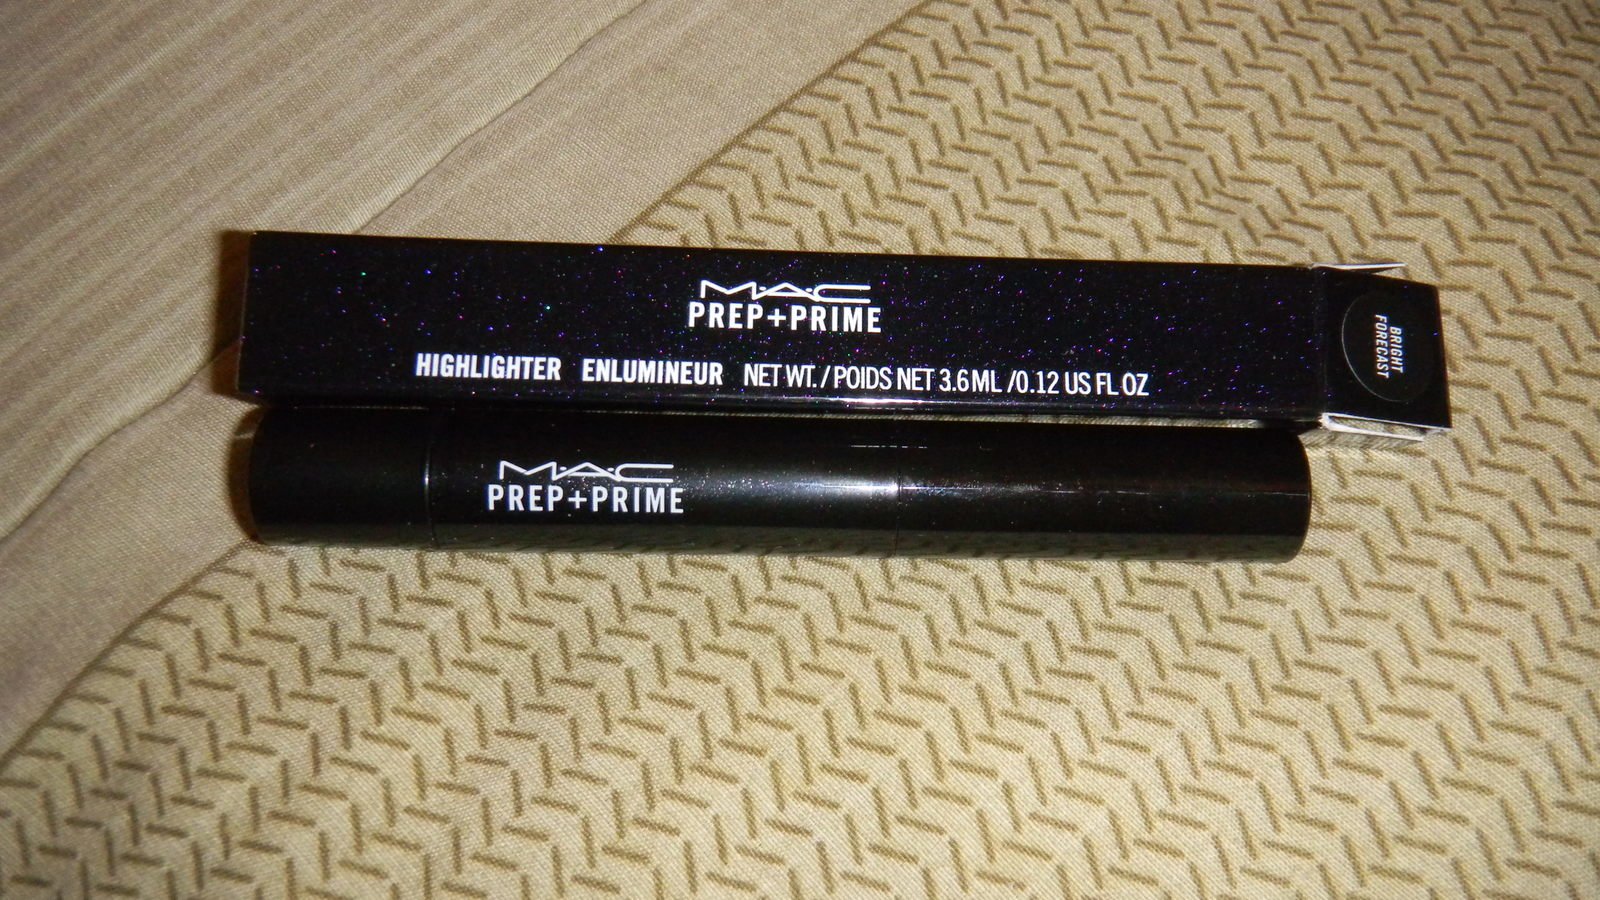 M·A·C
PREP+PRIME
HIGHLIGHTER ENLUMINEUR NET WT. / POIDS NET 3.6 ML / 0.12 US FL OZ
BRIGHT
FORECAST
M·A·C
PREP+PRIME